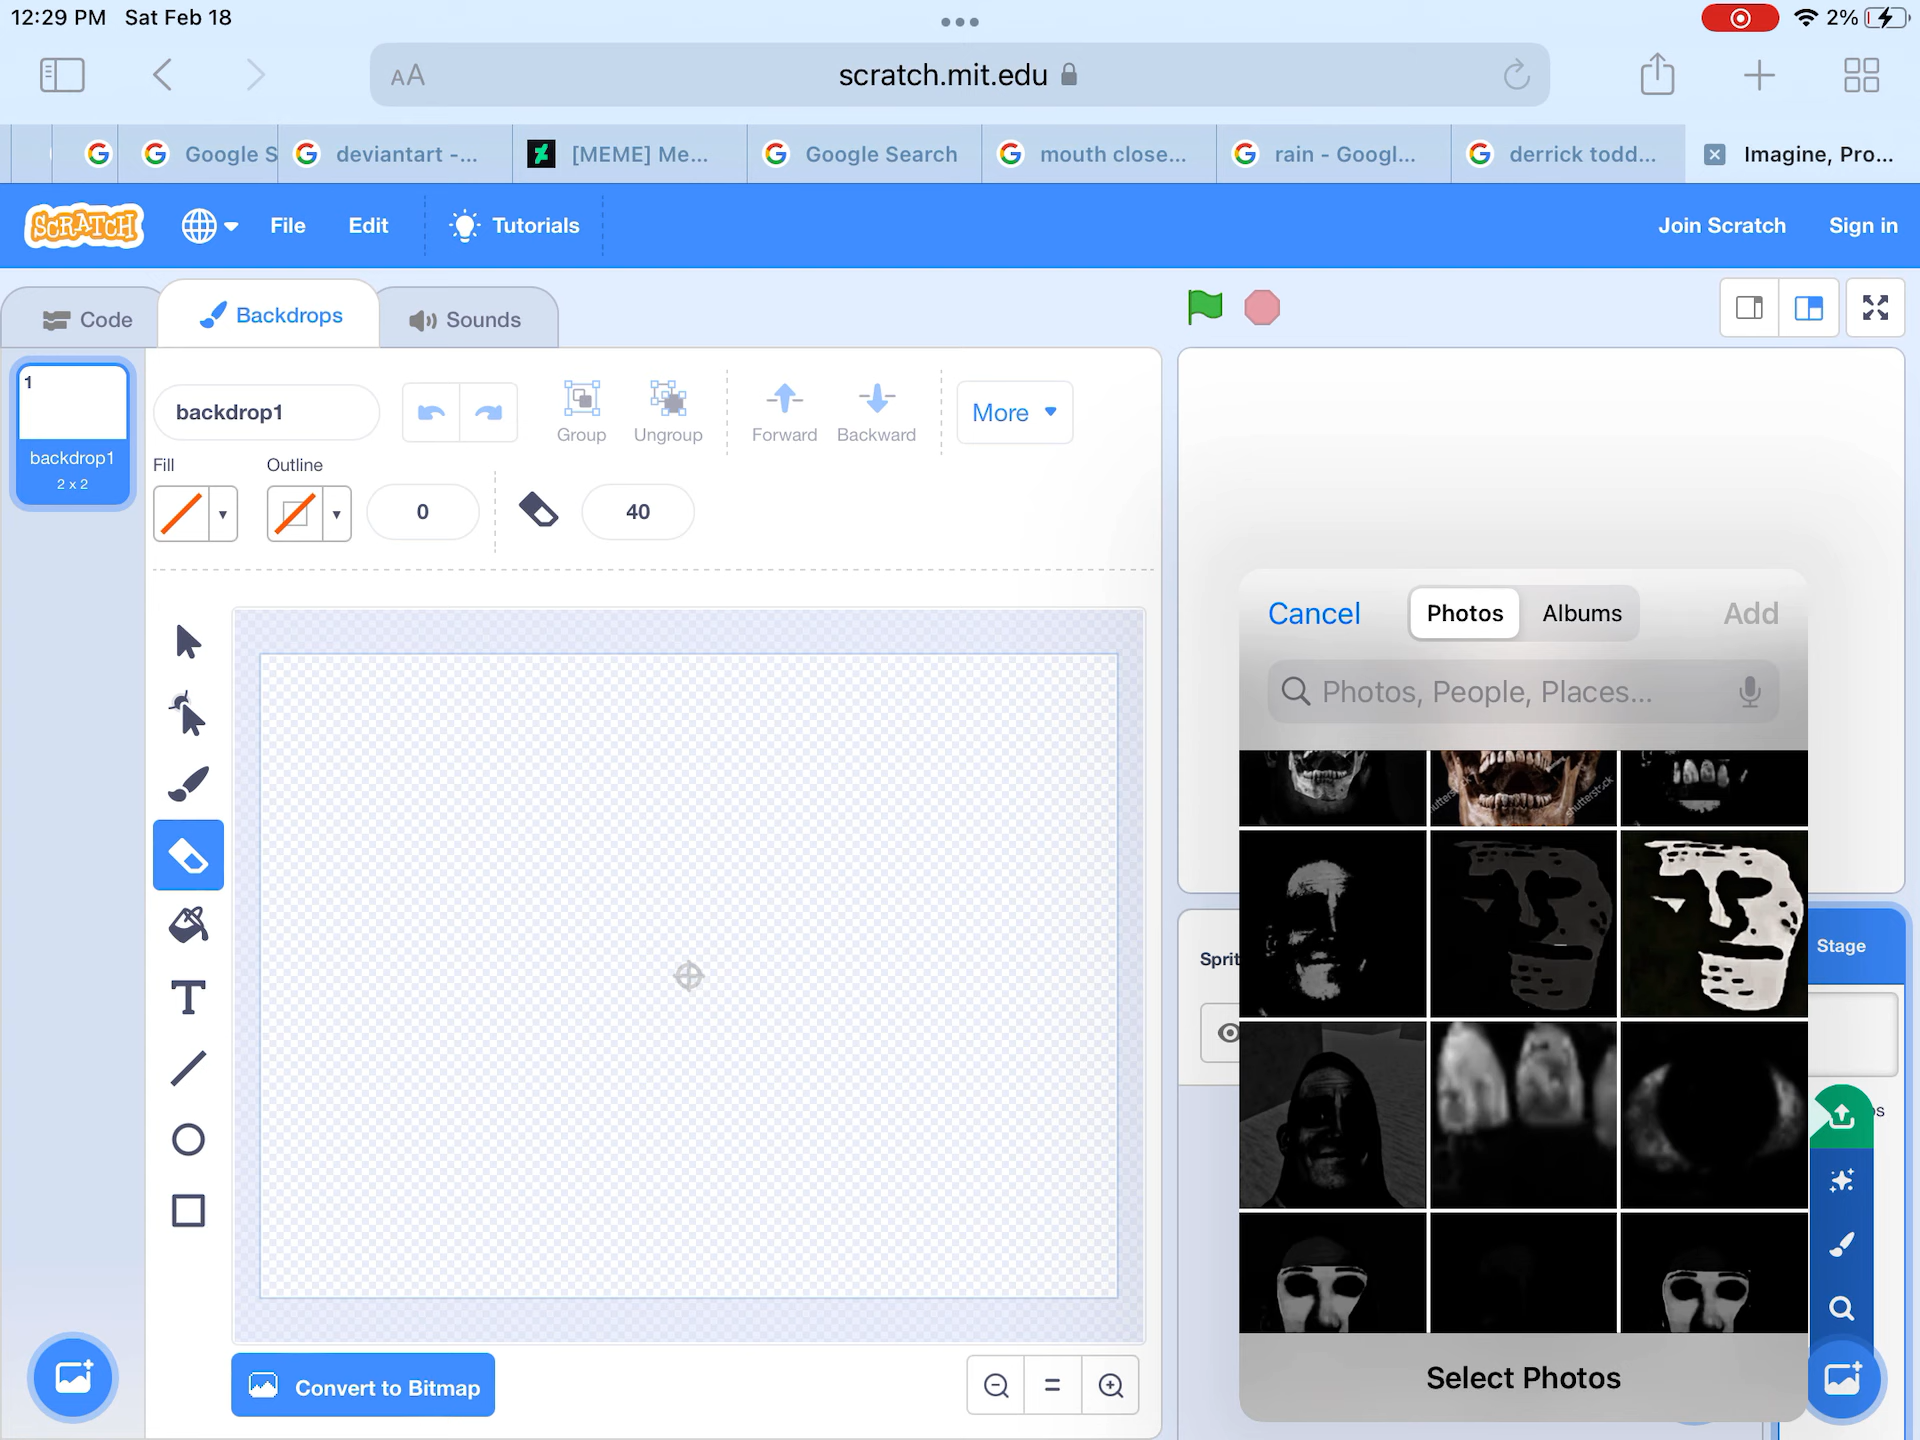 12:29 PM Sat Feb 18
2%
AA
scratch.mit.edu
Google S
deviantart -...
[MEME] Me...
Google Search
mouth close...
rain - Googl...
derrick todd...
Imagine, Pro...
SCRATCH
File
Edit
Tutorials
Join Scratch
Sign in
Code
Backdrops
Sounds
1
backdrop1
2 x 2
backdrop1
Group
Ungroup
Forward
Backward
More
Fill
Outline
0
40
T
Convert to Bitmap
=
Cancel
Photos
Albums
Add
Photos, People, Places...
Sprit
Stage
Select Photos